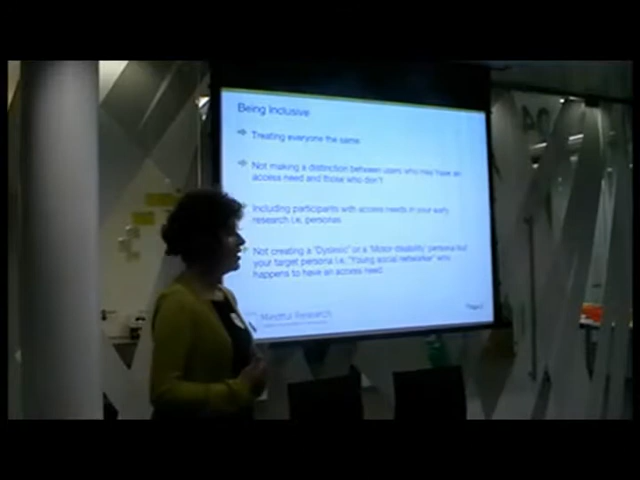 Being Inclusive
Treating everyone the same
Not making a distinction between users who may have an
access need and those who don't
Including participants with access needs in your early
research i.e. personas
Not creating a 'Dyslexic' or a 'Motor disability' persona but
your target persona i.e. "Young social networker" who
happens to have an access need
Mindful Research
Page